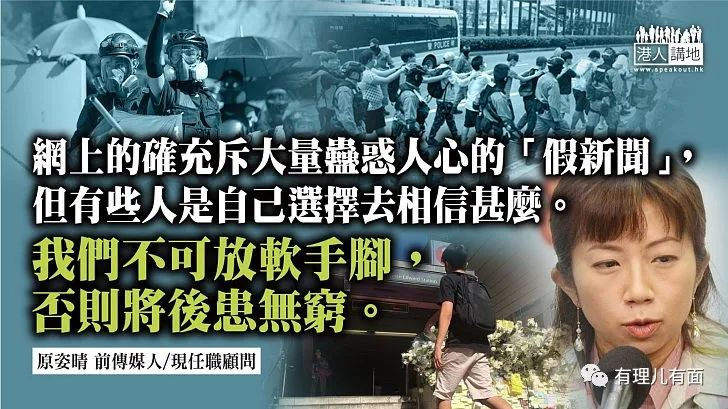 港人講地
www.speakout.hk
網上的確充斥大量蠱惑人心的「假新聞」，
但有些人是自己選擇去相信甚麼。
我們不可放軟手腳，
否則將後患無窮。
Edward Station
原姿晴 前傳媒人/現任職顧問
有理儿有面